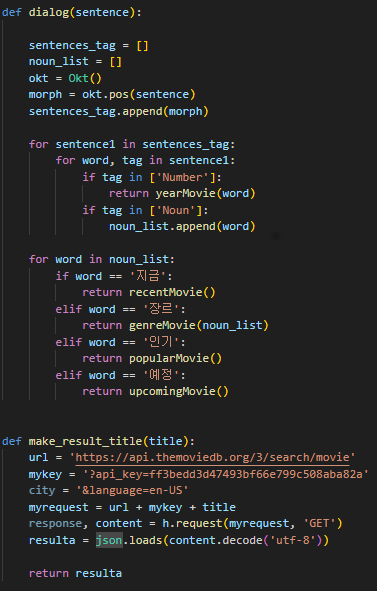 def dialog(sentence):
sentences_tag = []
noun_list = []
okt = Okt()
morph = okt.pos(sentence)
sentences_tag.append(morph)
for sentence1 in sentences_tag:
for word, tag in sentence1:
if tag in ['Number']:
return yearMovie(word)
if tag in ['Noun']:
noun_list.append(word)
for word in noun_list:
if word == '지금':
return recentMovie()
elif word == '장르':
return genreMovie(noun_list)
elif word == '인기':
return popularMovie()
elif word == '예정':
return upcomingMovie()
def make_result_title(title):
url = 'https://api.themoviedb.org/3/search/movie'
mykey = '?api_key=ff3bedd3d47493bf66e799c508aba82a'
city = '&language=en-US'
myrequest = url + mykey + title
response, content = h.request(myrequest, 'GET')
resulta = json.loads(content.decode('utf-8'))
return resulta